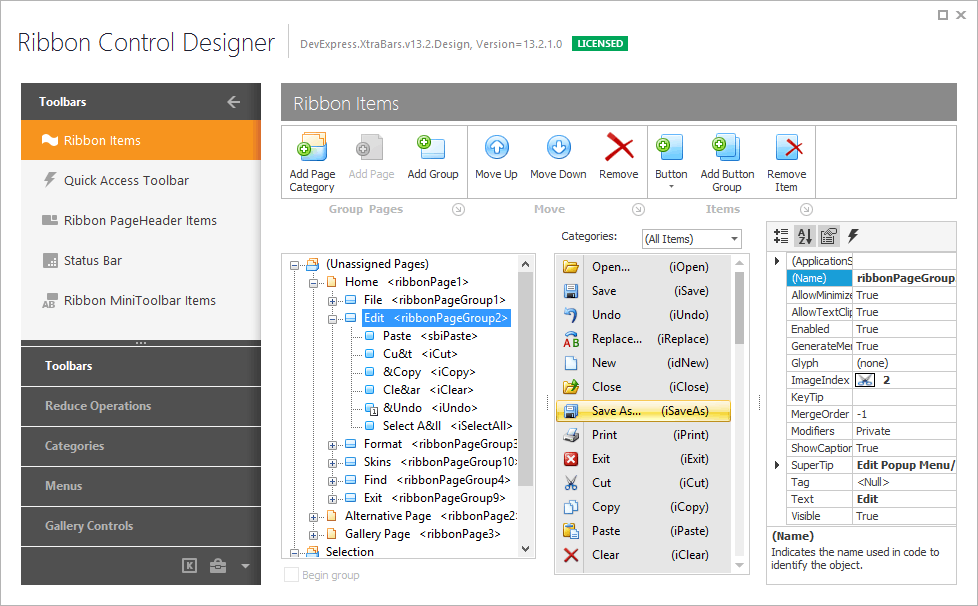 Ribbon Control Designer
DevExpress.XtraBars.v13.2.Design, Version=13.2.1.0
LICENSED
Toolbars
Ribbon Items
Quick Access Toolbar
Ribbon PageHeader Items
Status Bar
Ribbon MiniToolbar Items
Toolbars
Reduce Operations
Categories
Menus
Gallery Controls
Ribbon Items
Add Page Category
Add Page
Add Group
Move Up
Move Down
Remove
Button
Add Button Group
Remove Item
Group Pages
Move
Items
Categories:
(All Items)
(Unassigned Pages)
Home <ribbonPage1>
File <ribbonPageGroup1>
Edit <ribbonPageGroup2>
Paste <sbiPaste>
Cu&t <iCut>
&Copy <iCopy>
Cle&ar <iClear>
&Undo <iUndo>
Select A&ll <iSelectAll>
Format <ribbonPageGroup3
Skins <ribbonPageGroup10>
Find <ribbonPageGroup4>
Exit <ribbonPageGroup9>
Alternative Page <ribbonPage2>
Gallery Page <ribbonPage3>
Selection
Begin group
Open... (iOpen)
Save (iSave)
Undo (iUndo)
Replace... (iReplace)
New (idNew)
Close (iClose)
Save As... (iSaveAs)
Print (iPrint)
Exit (iExit)
Cut (iCut)
Copy (iCopy)
Paste (iPaste)
Clear (iClear)
(ApplicationS
(Name) ribbonPageGroup
AllowMinimize True
AllowTextClip True
Enabled True
GenerateMer True
Glyph (none)
ImageIndex 2
KeyTip
MergeOrder -1
Modifiers Private
ShowCaption True
SuperTip Edit Popup Menu/
Tag <Null>
Text Edit
Visible True
(Name)
Indicates the name used in code to
identify the object.